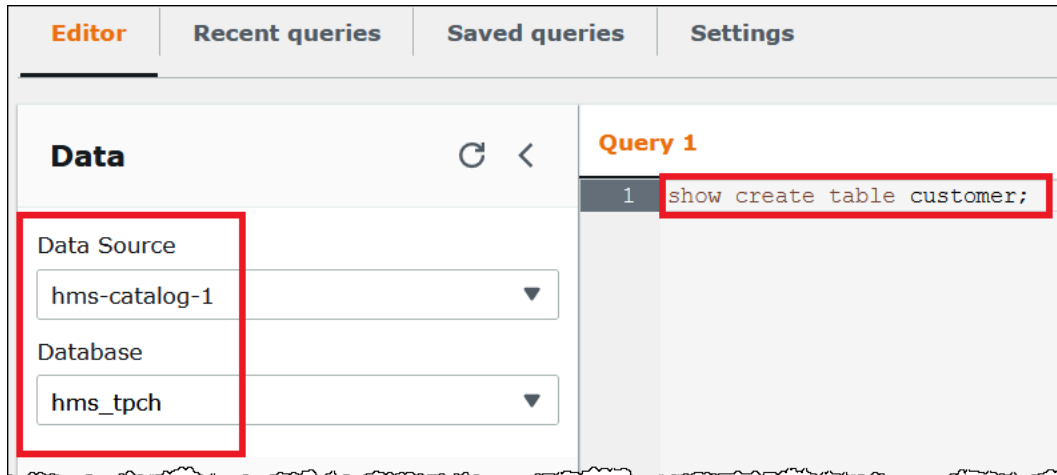 Editor Recent queries Saved queries Settings
Data
Data Source
hms-catalog-1
Database
hms_tpch
Query 1
1 show create table customer;